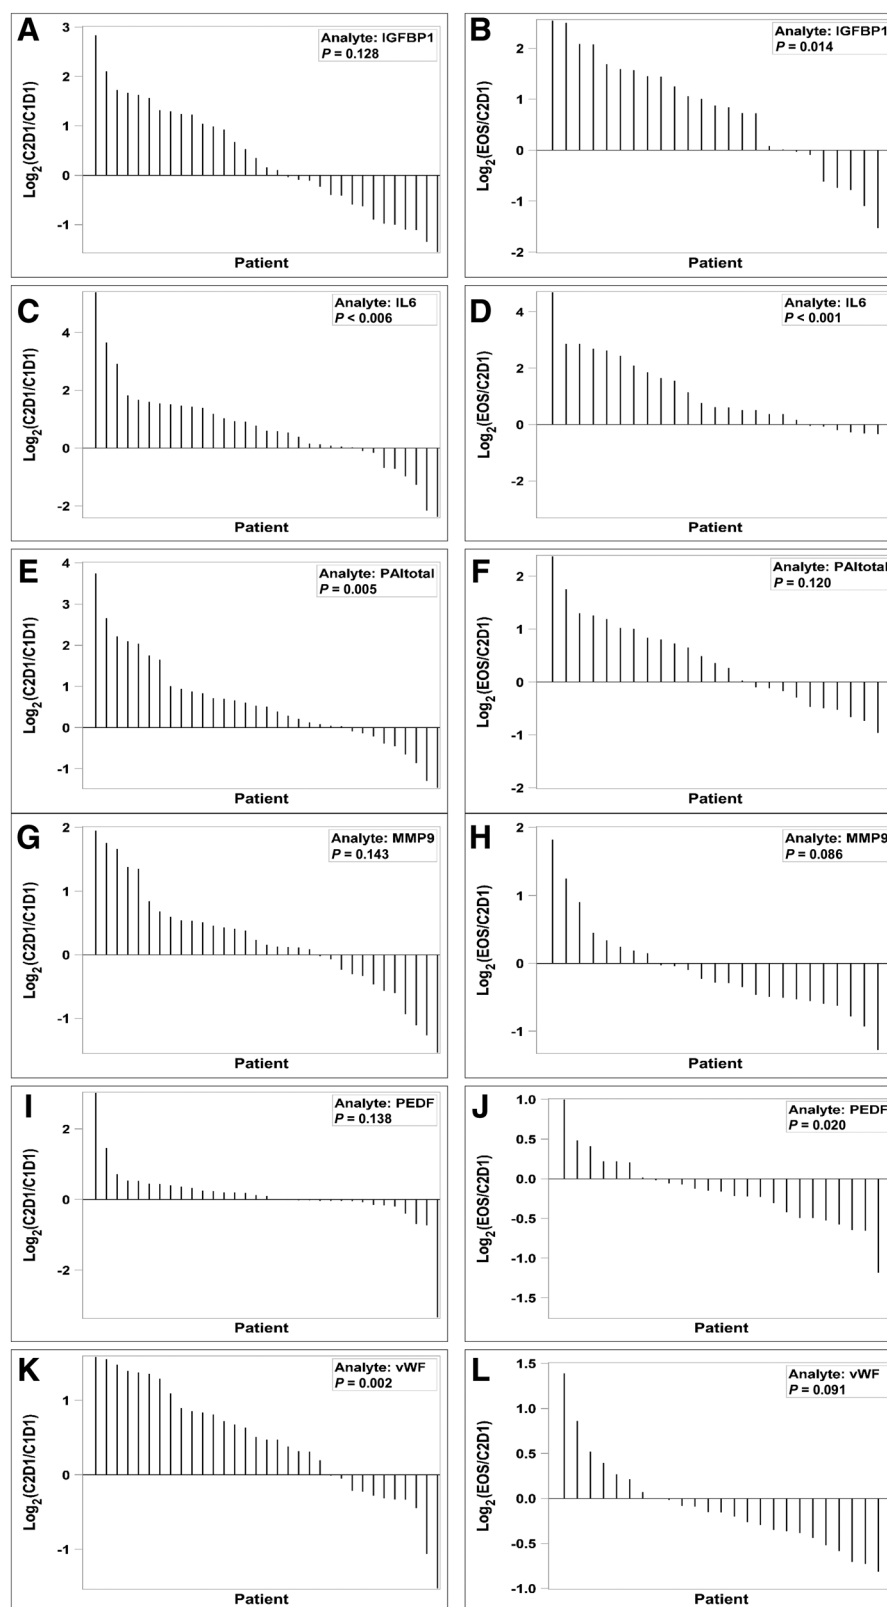 A
Analyte: IGFBP1
P = 0.128
3
2
1
0
-1
Log2(C2D1/C1D1)
Patient
B
Analyte: IGFBP1
P = 0.014
2
1
0
-1
-2
Log2(EOS/C2D1)
Patient
C
Analyte: IL6
P < 0.006
4
2
0
-2
Log2(C2D1/C1D1)
Patient
D
Analyte: IL6
P < 0.001
4
2
0
-2
Log2(EOS/C2D1)
Patient
E
Analyte: PAItotal
P = 0.005
4
3
2
1
0
-1
Log2(C2D1/C1D1)
Patient
F
Analyte: PAItotal
P = 0.120
2
1
0
-1
-2
Log2(EOS/C2D1)
Patient
G
Analyte: MMP9
P = 0.143
2
1
0
-1
Log2(C2D1/C1D1)
Patient
H
Analyte: MMP9
P = 0.086
2
1
0
-1
Log2(EOS/C2D1)
Patient
I
Analyte: PEDF
P = 0.138
2
0
-2
Log2(C2D1/C1D1)
Patient
J
Analyte: PEDF
P = 0.020
1.0
0.5
0.0
-0.5
-1.0
-1.5
Log2(EOS/C2D1)
Patient
K
Analyte: vWF
P = 0.002
1
0
-1
Log2(C2D1/C1D1)
Patient
L
Analyte: vWF
P = 0.091
1.5
1.0
0.5
0.0
-0.5
-1.0
Log2(EOS/C2D1)
Patient